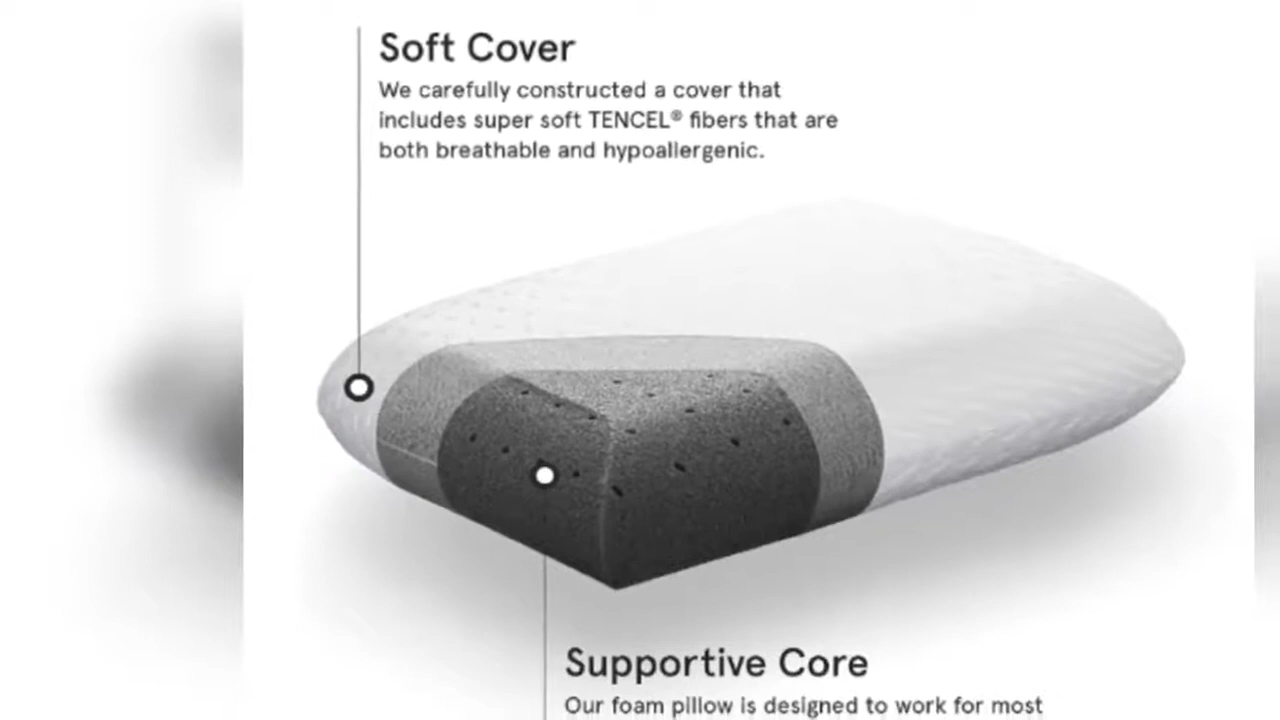 Soft Cover
We carefully constructed a cover that
includes super soft TENCEL® fibers that are
both breathable and hypoallergenic.
Supportive Core
Our foam pillow is designed to work for most